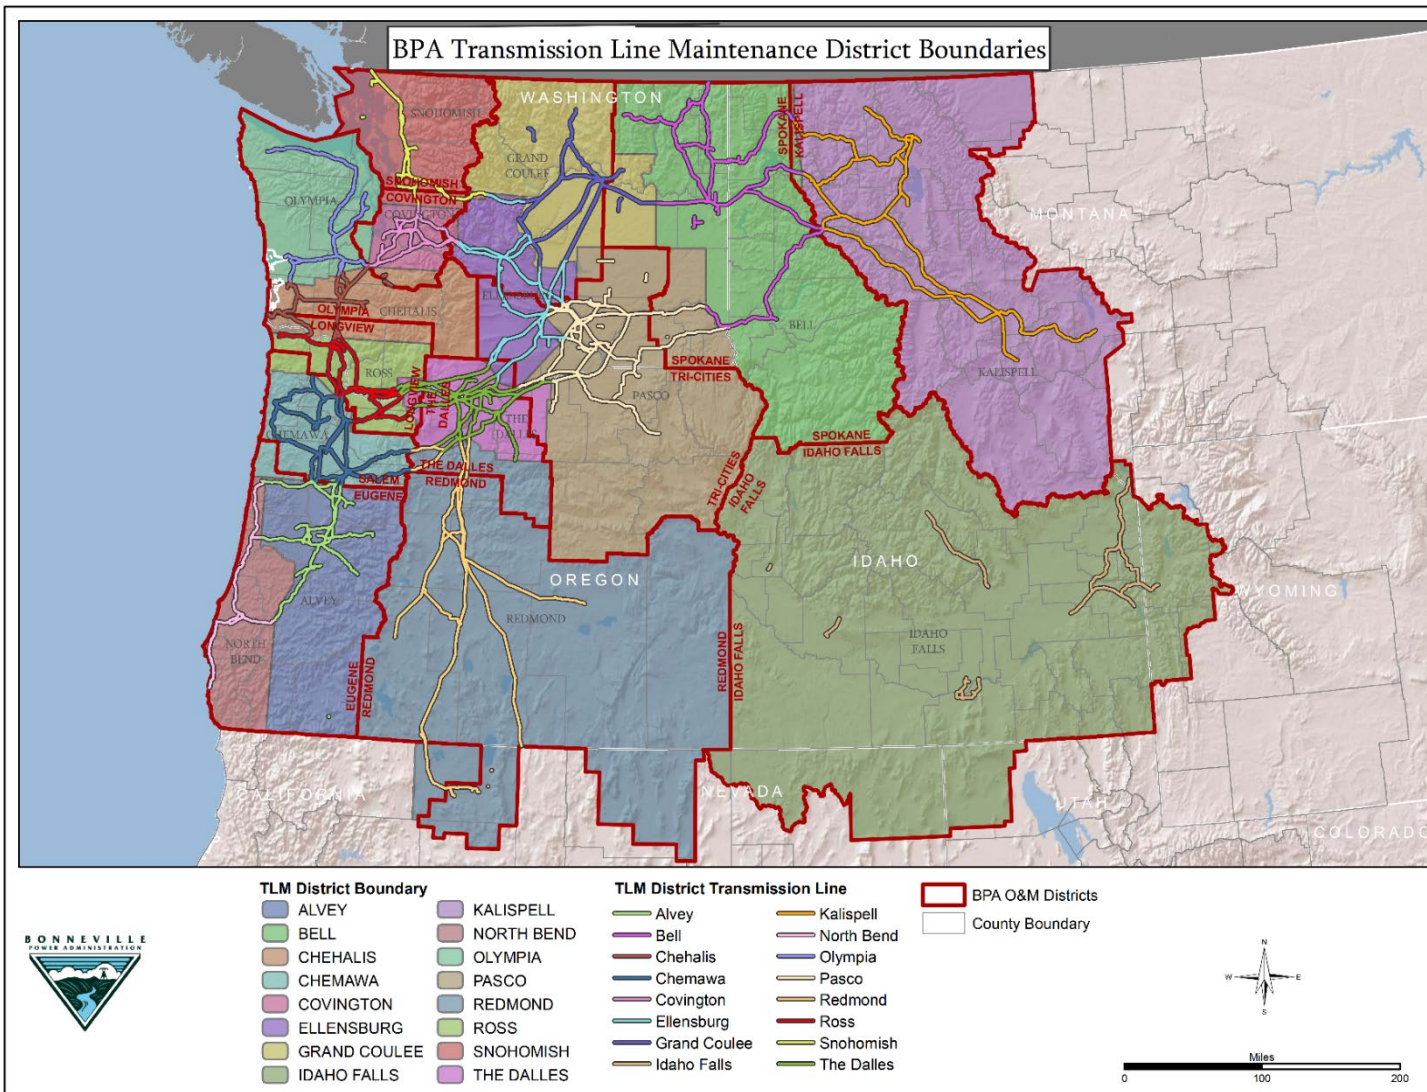 BPA Transmission Line Maintenance District Boundaries
WASHINGTON
SNOHOMISH
GRAND
COULEE
SPOKANE
KALISPELL
SNOHOMISH
COVINGTON
OLYMPIA
COVINGTON
MONTANA
OLYMPIA
LONGVIEW
CHEHALIS
BELL
SPOKANE
TRI-CITIES
ROSS
LONGVIEW
THE
DALLES
PASCO
KALISPELL
THE
DALLES
CHEMAWA
SPOKANE
IDAHO FALLS
THE DALLES
REDMOND
SALEM
EUGENE
TRI-CITIES
IDAHO
FALLS
IDAHO
OREGON
WYOMING
ALVEY
REDMOND
NORTH
BEND
IDAHO
FALLS
EUGENE
REDMOND
REDMOND
IDAHO FALLS
CALIFORNIA
NEVADA
UTAH
COLORADO
TLM District Boundary
ALVEY
BELL
CHEHALIS
CHEMAWA
COVINGTON
ELLENSBURG
GRAND COULEE
IDAHO FALLS
KALISPELL
NORTH BEND
OLYMPIA
PASCO
REDMOND
ROSS
SNOHOMISH
THE DALLES
TLM District Transmission Line
Alvey
Bell
Chehalis
Chemawa
Covington
Ellensburg
Grand Coulee
Idaho Falls
Kalispell
North Bend
Olympia
Pasco
Redmond
Ross
Snohomish
The Dalles
BPA O&M Districts
County Boundary
BONNEVILLE
POWER ADMINISTRATION
N
W E
S
Miles
0 100 200